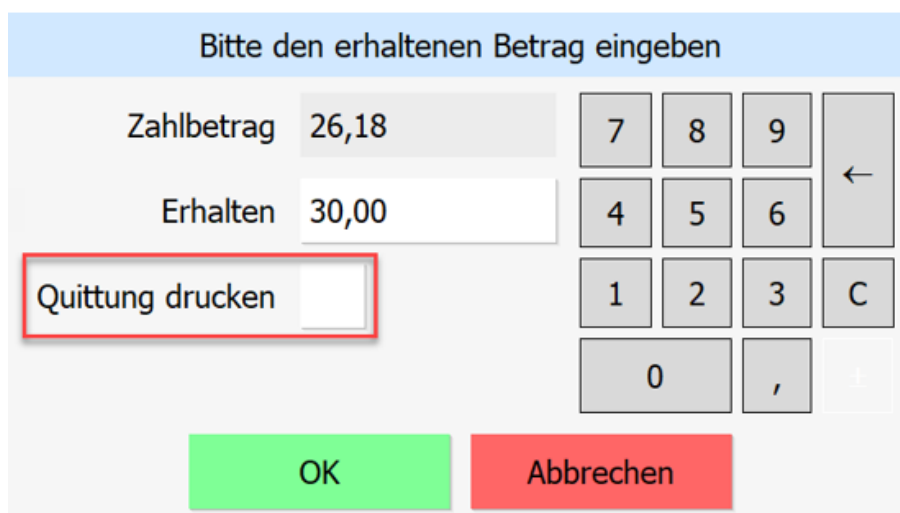 Bitte den erhaltenen Betrag eingeben
Zahlbetrag 26,18
Erhalten 30,00
Quittung drucken
7 8 9 ←
4 5 6
1 2 3 C
0 , ±
OK Abbrechen